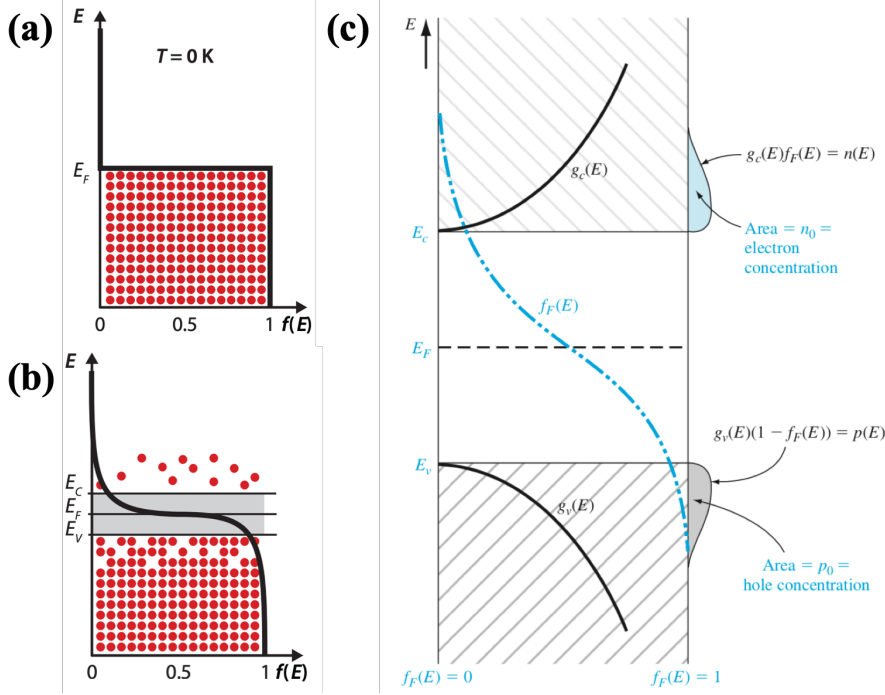 (a)
E
T = 0 K
E_F
0
0.5
1
f(E)
(b)
E
E_C
E_F
E_V
0
0.5
1
f(E)
(c)
E
g_c(E)
g_c(E)f_F(E) = n(E)
E_c
Area = n_0 =
electron
concentration
f_F(E)
E_F
g_v(E)(1 − f_F(E)) = p(E)
E_v
g_v(E)
Area = p_0 =
hole concentration
f_F(E) = 0
f_F(E) = 1